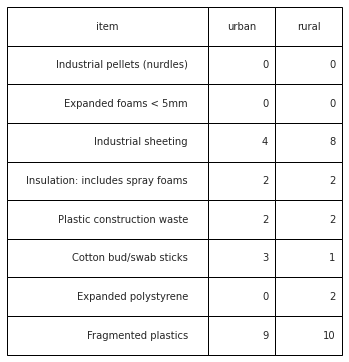 item urban rural
Industrial pellets (nurdles) 0 0
Expanded foams < 5mm 0 0
Industrial sheeting 4 8
Insulation: includes spray foams 2 2
Plastic construction waste 2 2
Cotton bud/swab sticks 3 1
Expanded polystyrene 0 2
Fragmented plastics 9 10